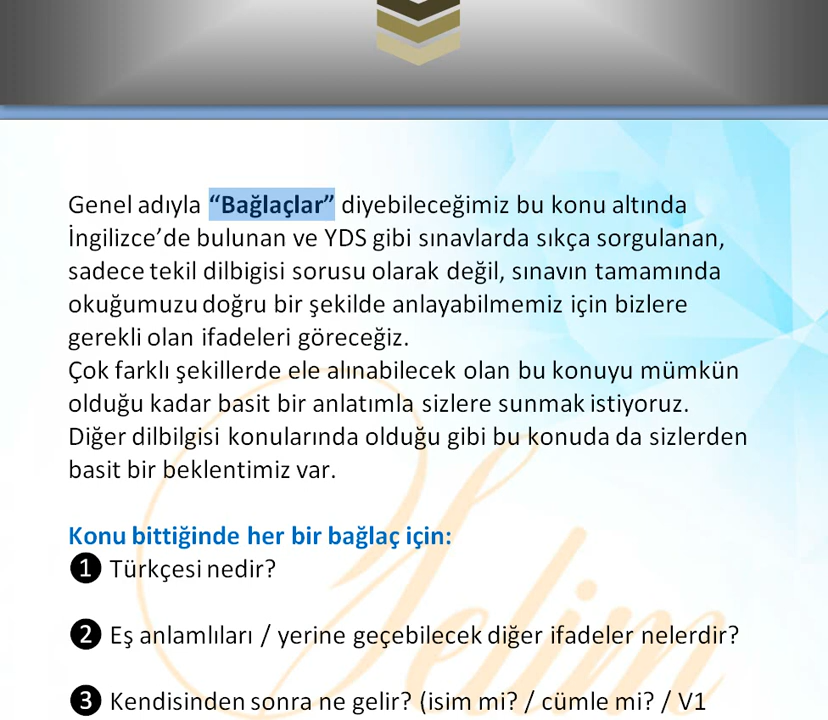 Genel adıyla “Bağlaçlar” diyebileceğimiz bu konu altında
İngilizce’de bulunan ve YDS gibi sınavlarda sıkça sorgulanan,
sadece tekil dilbigisi sorusu olarak değil, sınavın tamamında
okuğumuzu doğru bir şekilde anlayabilmemiz için bizlere
gerekli olan ifadeleri göreceğiz.
Çok farklı şekillerde ele alınabilecek olan bu konuyu mümkün
olduğu kadar basit bir anlatımla sizlere sunmak istiyoruz.
Diğer dilbilgisi konularında olduğu gibi bu konuda da sizlerden
basit bir beklentimiz var.
Konu bittiğinde her bir bağlaç için:
1 Türkçesi nedir?
2 Eş anlamlıları / yerine geçebilecek diğer ifadeler nelerdir?
3 Kendisinden sonra ne gelir? (isim mi? / cümle mi? / V1
Selim